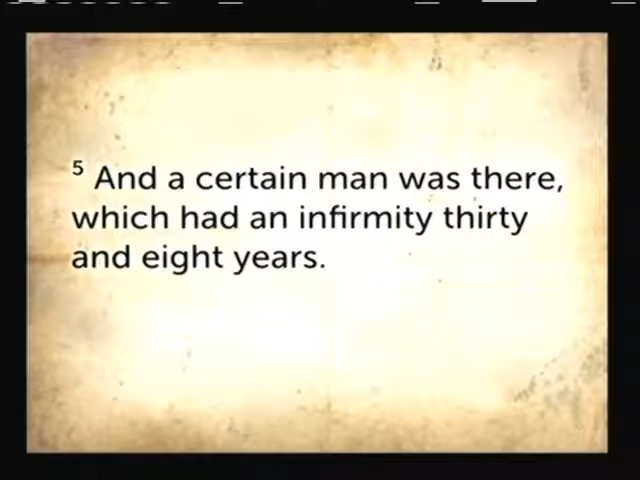 5 And a certain man was there,
which had an infirmity thirty
and eight years.